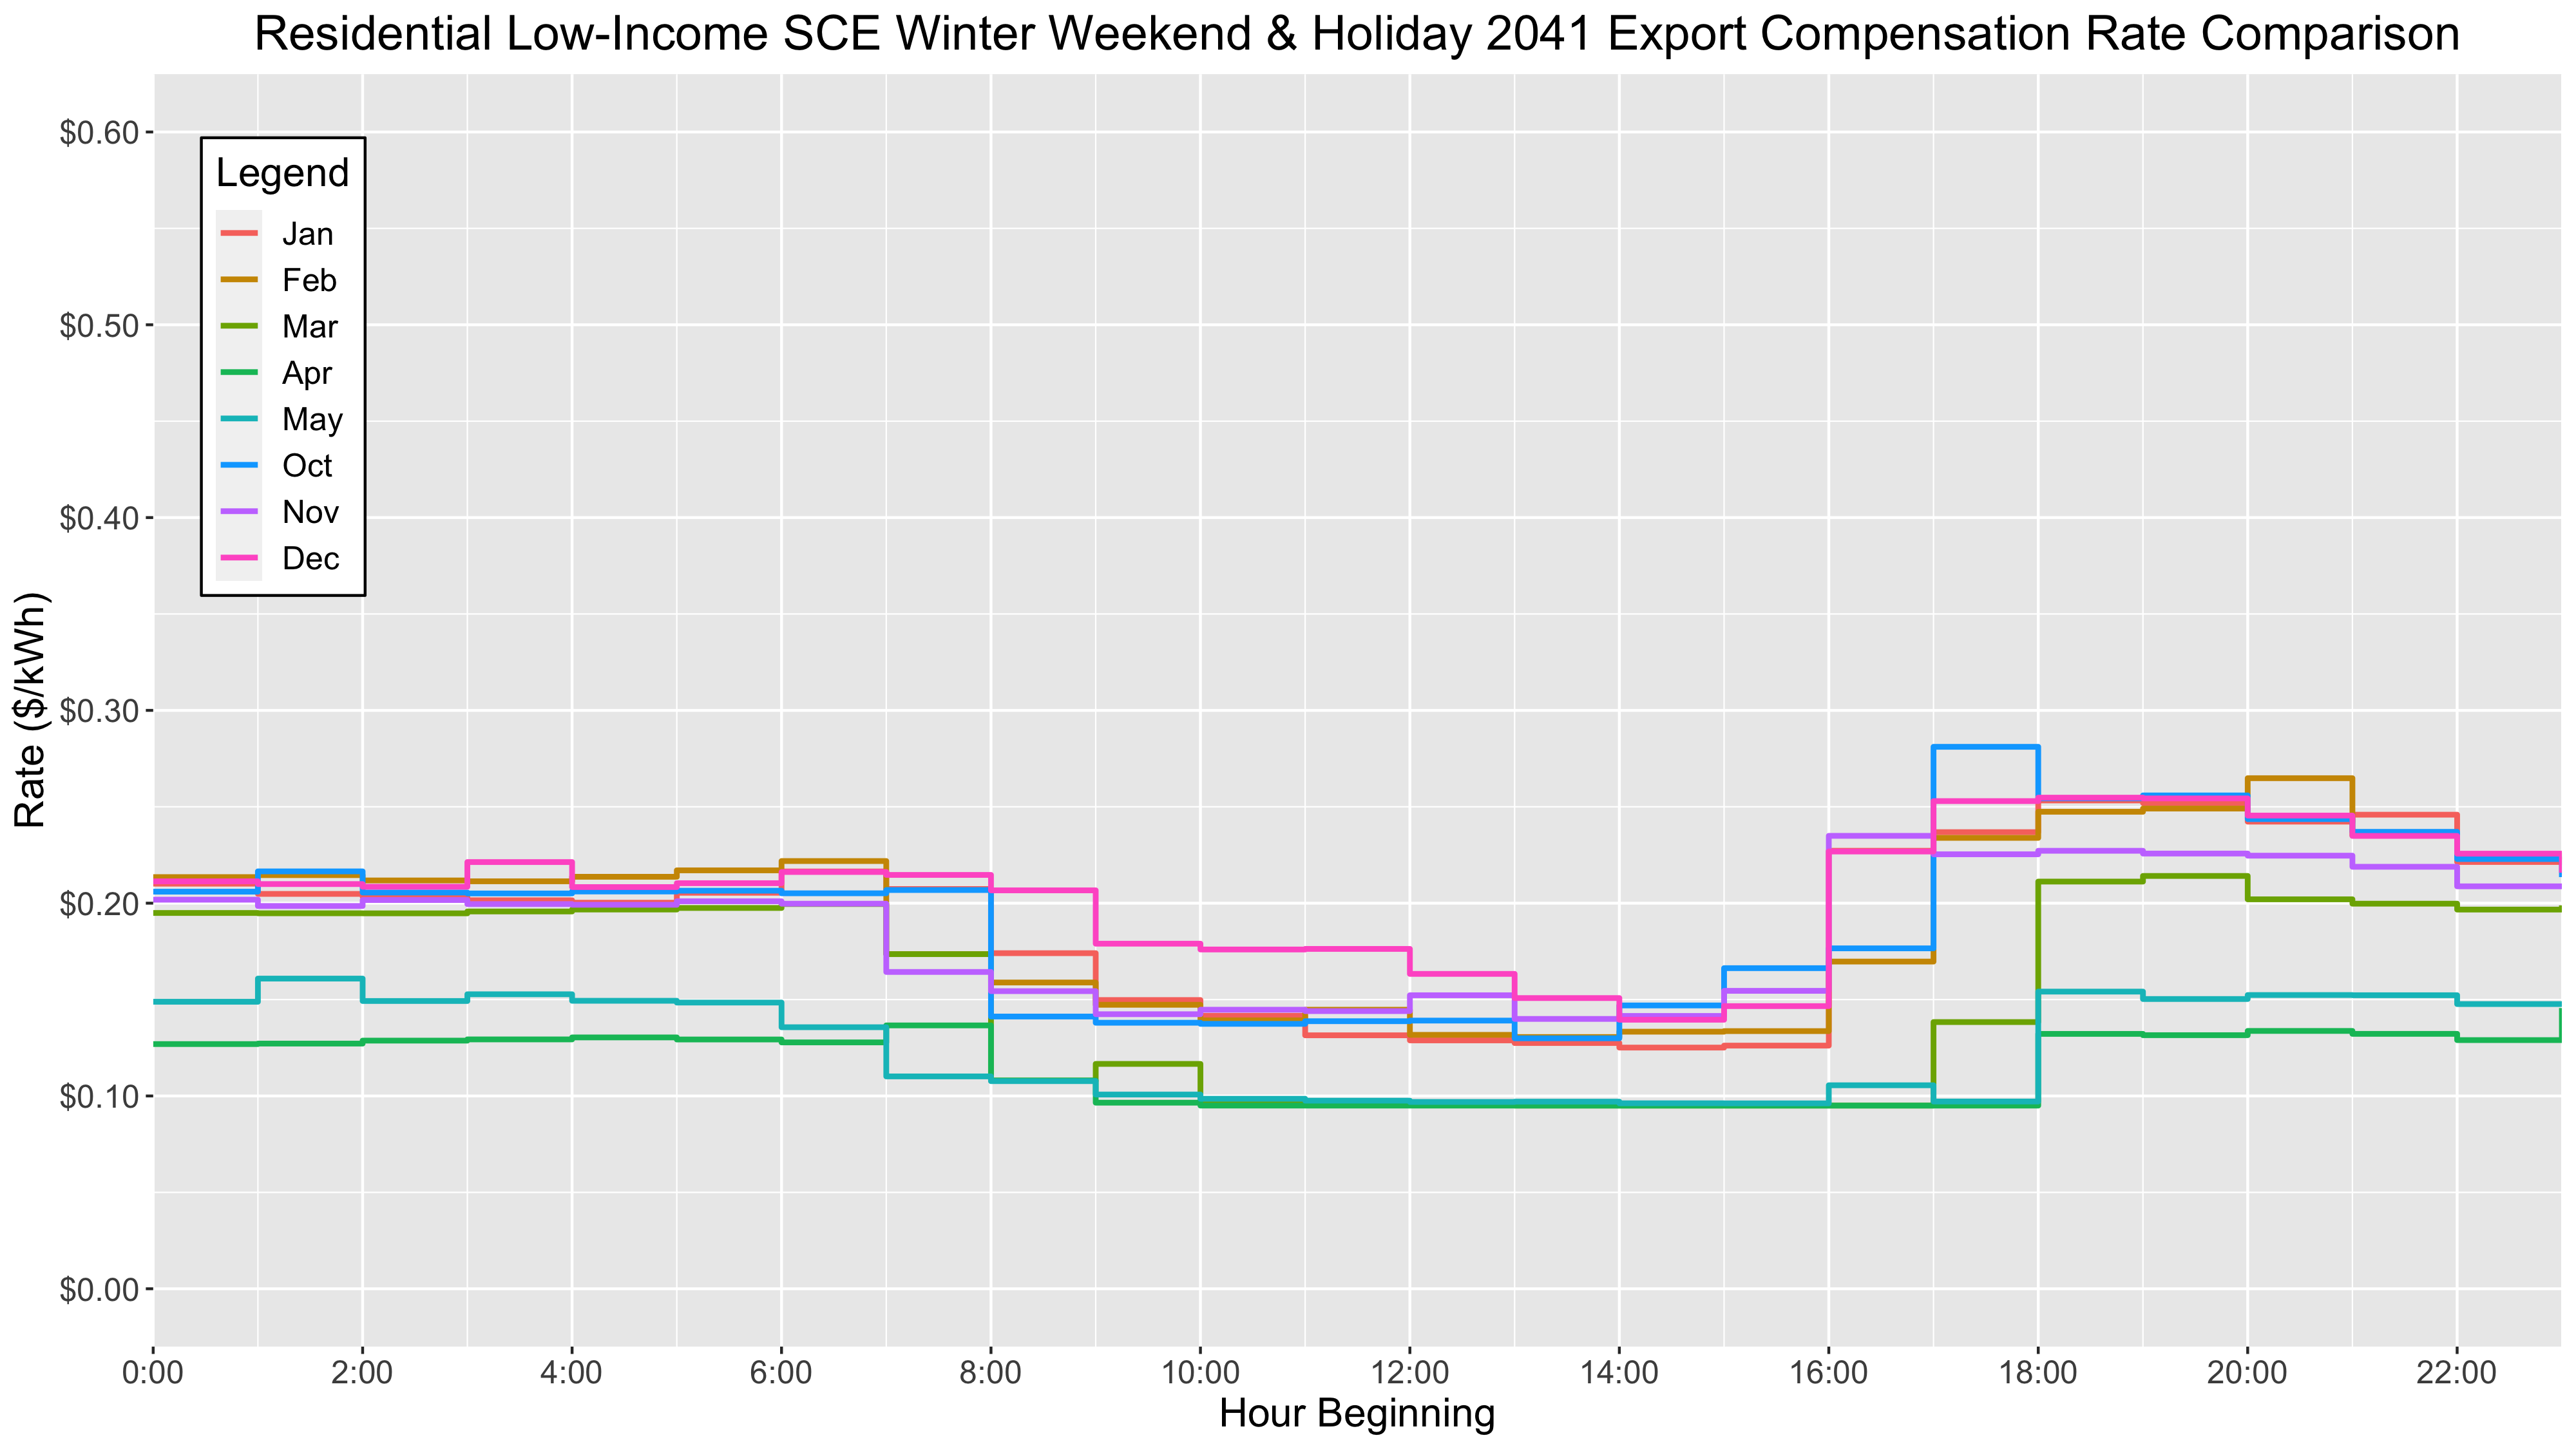 Residential Low-Income SCE Winter Weekend & Holiday 2041 Export Compensation Rate Comparison
Rate ($/kWh)
$0.60
$0.50
$0.40
$0.30
$0.20
$0.10
$0.00
Legend
Jan
Feb
Mar
Apr
May
Oct
Nov
Dec
0:00 2:00 4:00 6:00 8:00 10:00 12:00 14:00 16:00 18:00 20:00 22:00
Hour Beginning